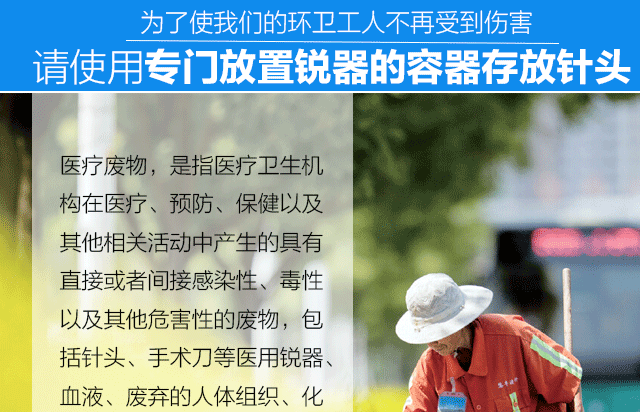 为了使我们的环卫工人不再受到伤害
请使用专门放置锐器的容器存放针头
医疗废物，是指医疗卫生机
构在医疗、预防、保健以及
其他相关活动中产生的具有
直接或者间接感染性、毒性
以及其他危害性的废物，包
括针头、手术刀等医用锐器、
血液、废弃的人体组织、化